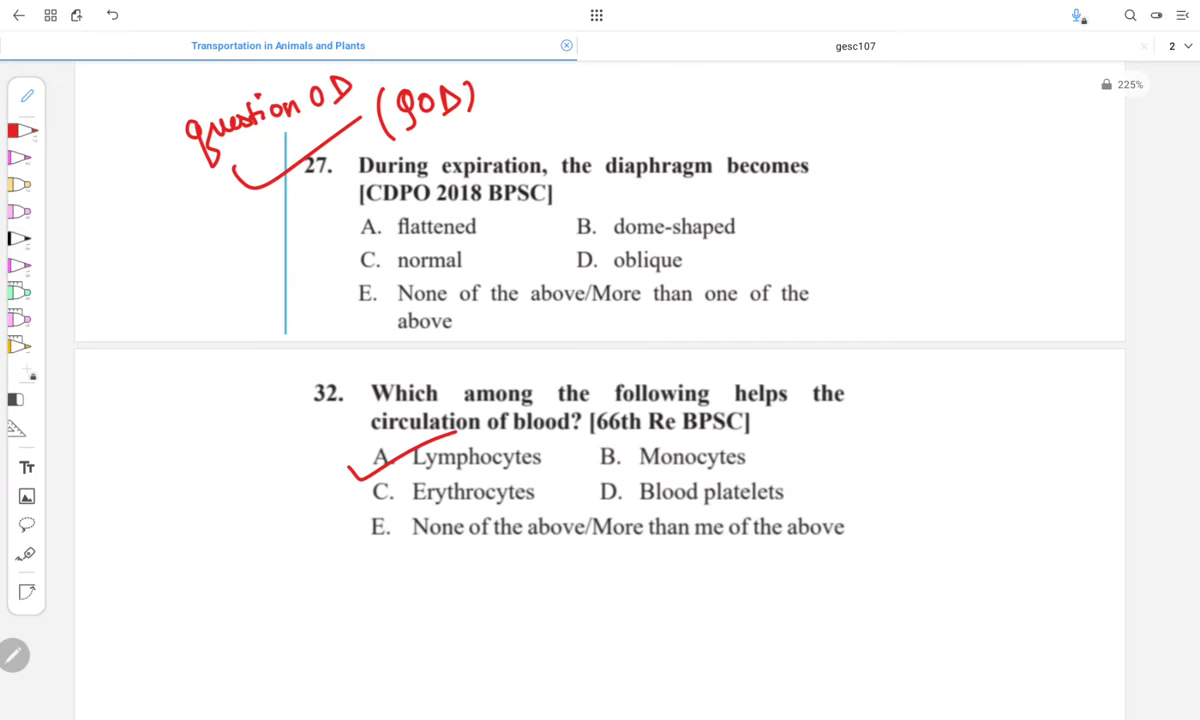 Transportation in Animals and Plants
gesc107
2
225%
question OD (QOD)
27. During expiration, the diaphragm becomes
[CDPO 2018 BPSC]
A. flattened B. dome-shaped
C. normal D. oblique
E. None of the above/More than one of the
above
32. Which among the following helps the
circulation of blood? [66th Re BPSC]
A. Lymphocytes B. Monocytes
C. Erythrocytes D. Blood platelets
E. None of the above/More than me of the above
Tт